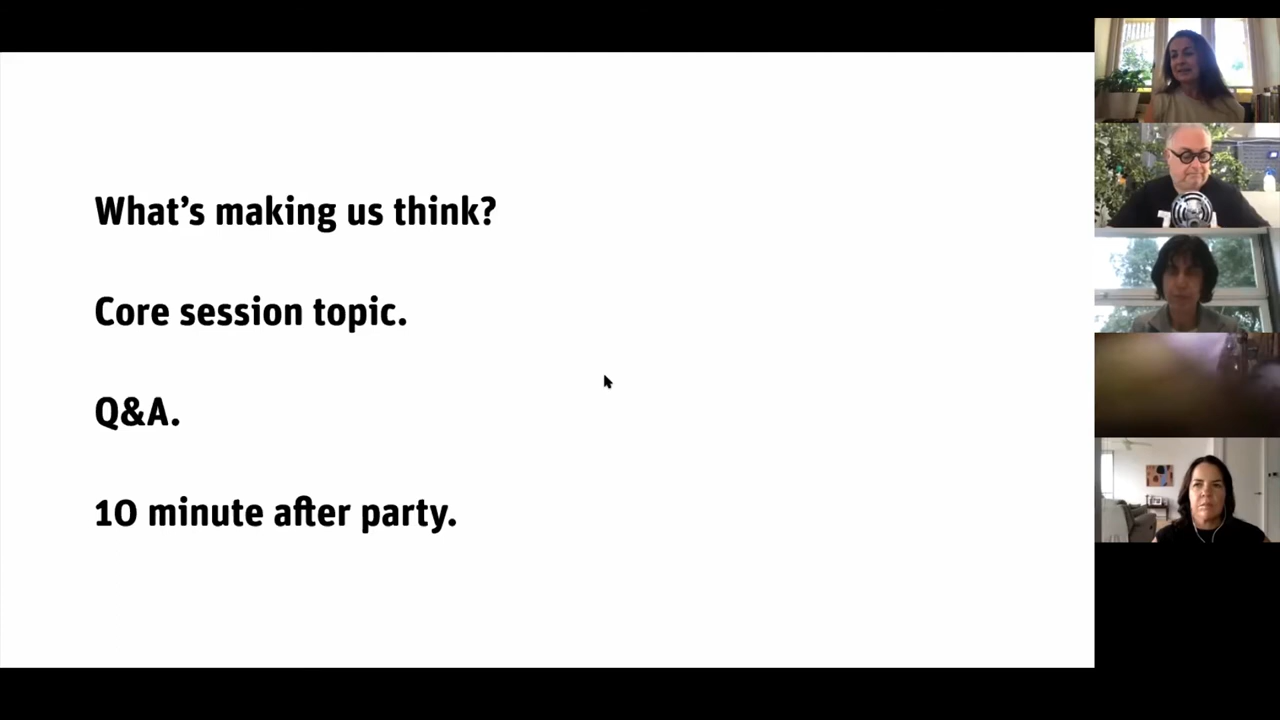 What’s making us think?
Core session topic.
Q&A.
10 minute after party.